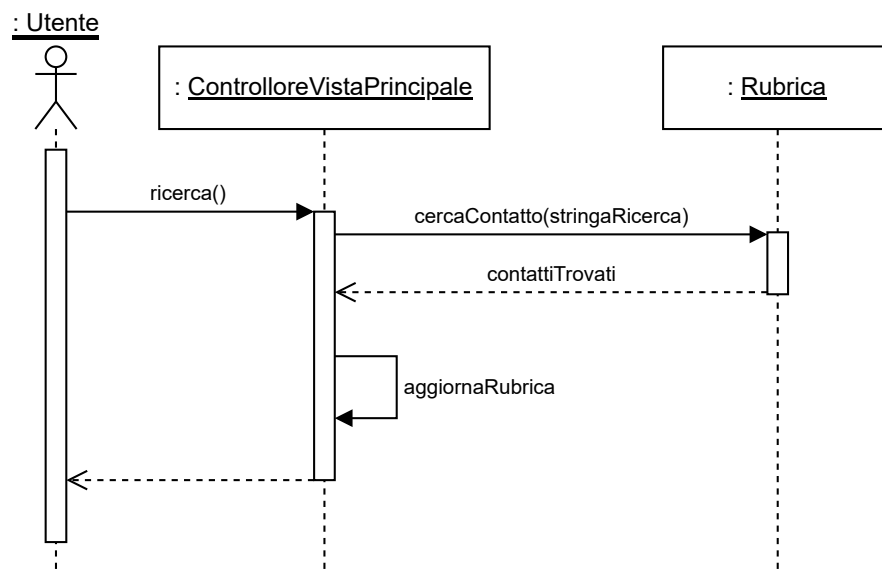 : Utente
: ControlloreVistaPrincipale
: Rubrica
ricerca()
cercaContatto(stringaRicerca)
contattiTrovati
aggiornaRubrica